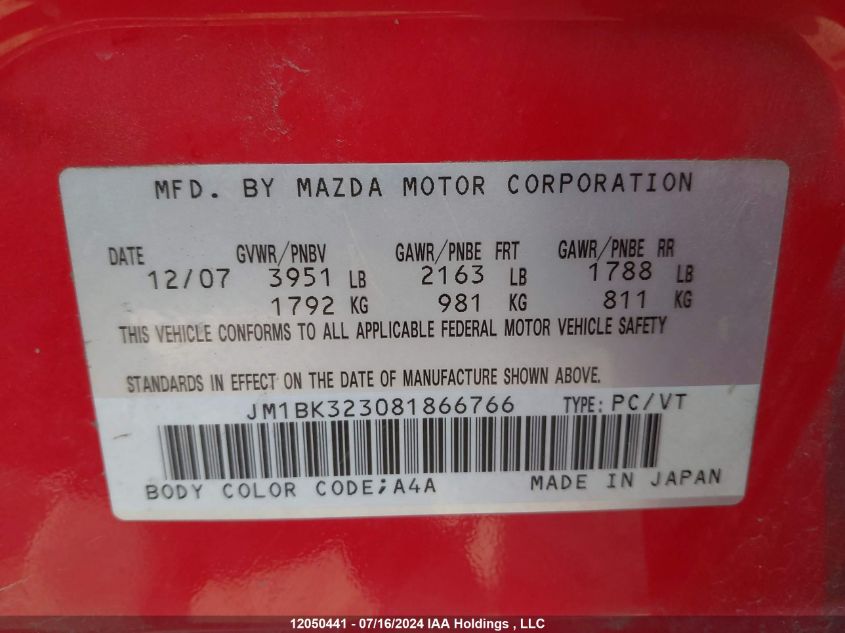 MFD. BY MAZDA MOTOR CORPORATION
DATE GVWR/PNBV GAWR/PNBE FRT GAWR/PNBE RR
12/07 3951 LB 2163 LB 1788 LB
1792 KG 981 KG 811 KG
THIS VEHICLE CONFORMS TO ALL APPLICABLE FEDERAL MOTOR VEHICLE SAFETY
STANDARDS IN EFFECT ON THE DATE OF MANUFACTURE SHOWN ABOVE.
JM1BK323081866766 TYPE: PC/VT
BODY COLOR CODE;A4A MADE IN JAPAN
12050441 - 07/16/2024 IAA Holdings , LLC